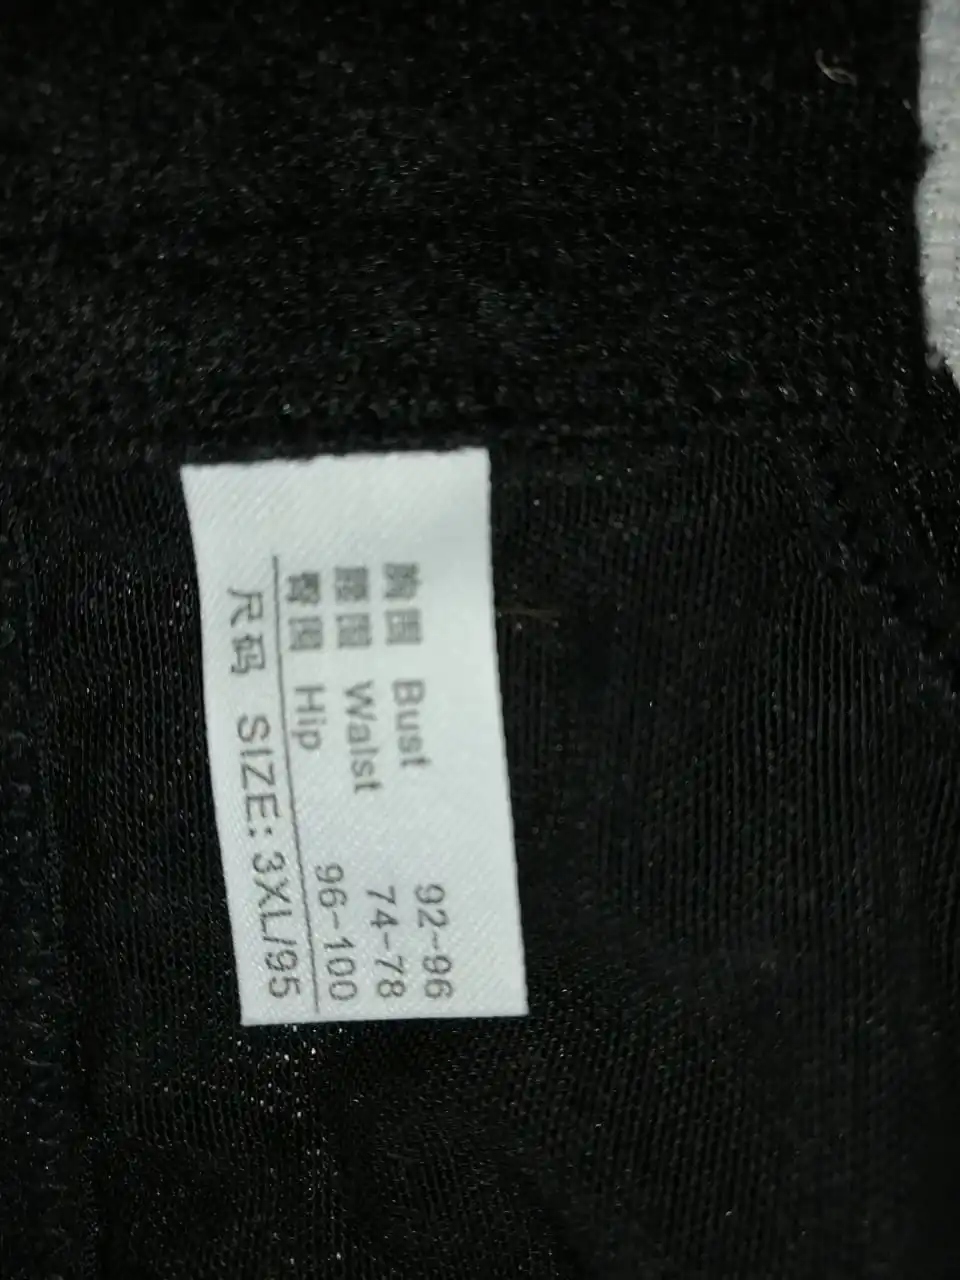 胸围 Bust 92-96
腰围 Waist 74-78
臀围 Hip 96-100
尺码 SIZE: 3XL/95